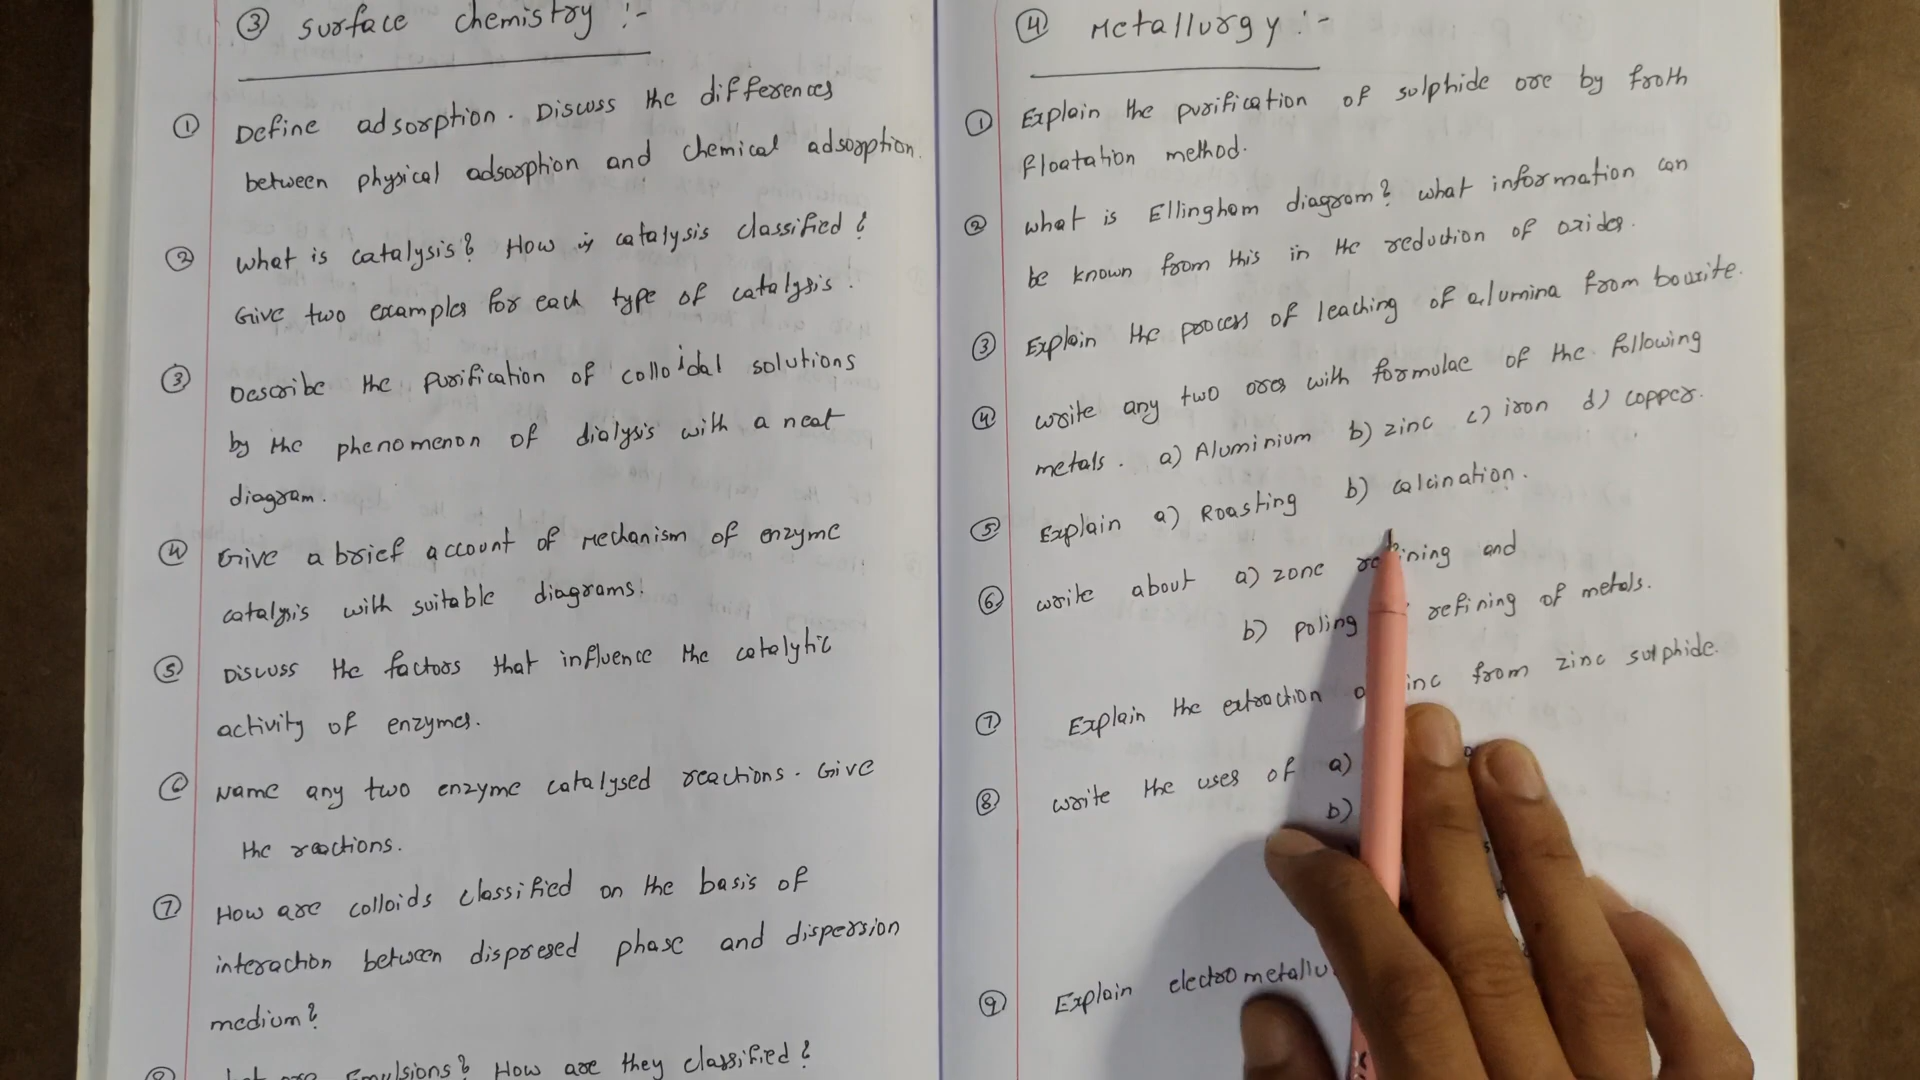 ③ Surface chemistry :-
① Define adsorption. Discuss the differences
between physical adsorption and chemical adsorption.
② What is catalysis? How is catalysis classified?
Give two examples for each type of catalysis.
③ Describe the purification of colloidal solutions
by the phenomenon of dialysis with a neat
diagram.
④ Give a brief account of Mechanism of enzyme
catalysis with suitable diagrams.
⑤ Discuss the factors that influence the catalytic
activity of enzymes.
⑥ Name any two enzyme catalysed reactions. Give
the reactions.
⑦ How are colloids classified on the basis of
interaction between dispresed phase and dispersion
medium?
Emulsions? How are they classified?
④ Metallurgy :-
① Explain the purification of sulphide ore by froth
floatation method.
② What is Ellingham diagram? what information can
be known from this in the reduction of oxides.
③ Explain the process of leaching of alumina from bauxite.
④ write any two ores with formulae of the following
metals. a) Aluminium b) zinc c) iron d) copper.
⑤ Explain a) Roasting b) calcination.
⑥ write about a) zone refining and
b) poling refining of metals.
⑦ Explain the extraction from zinc sulphide.
⑧ write the uses of a)
b)
⑨ Explain